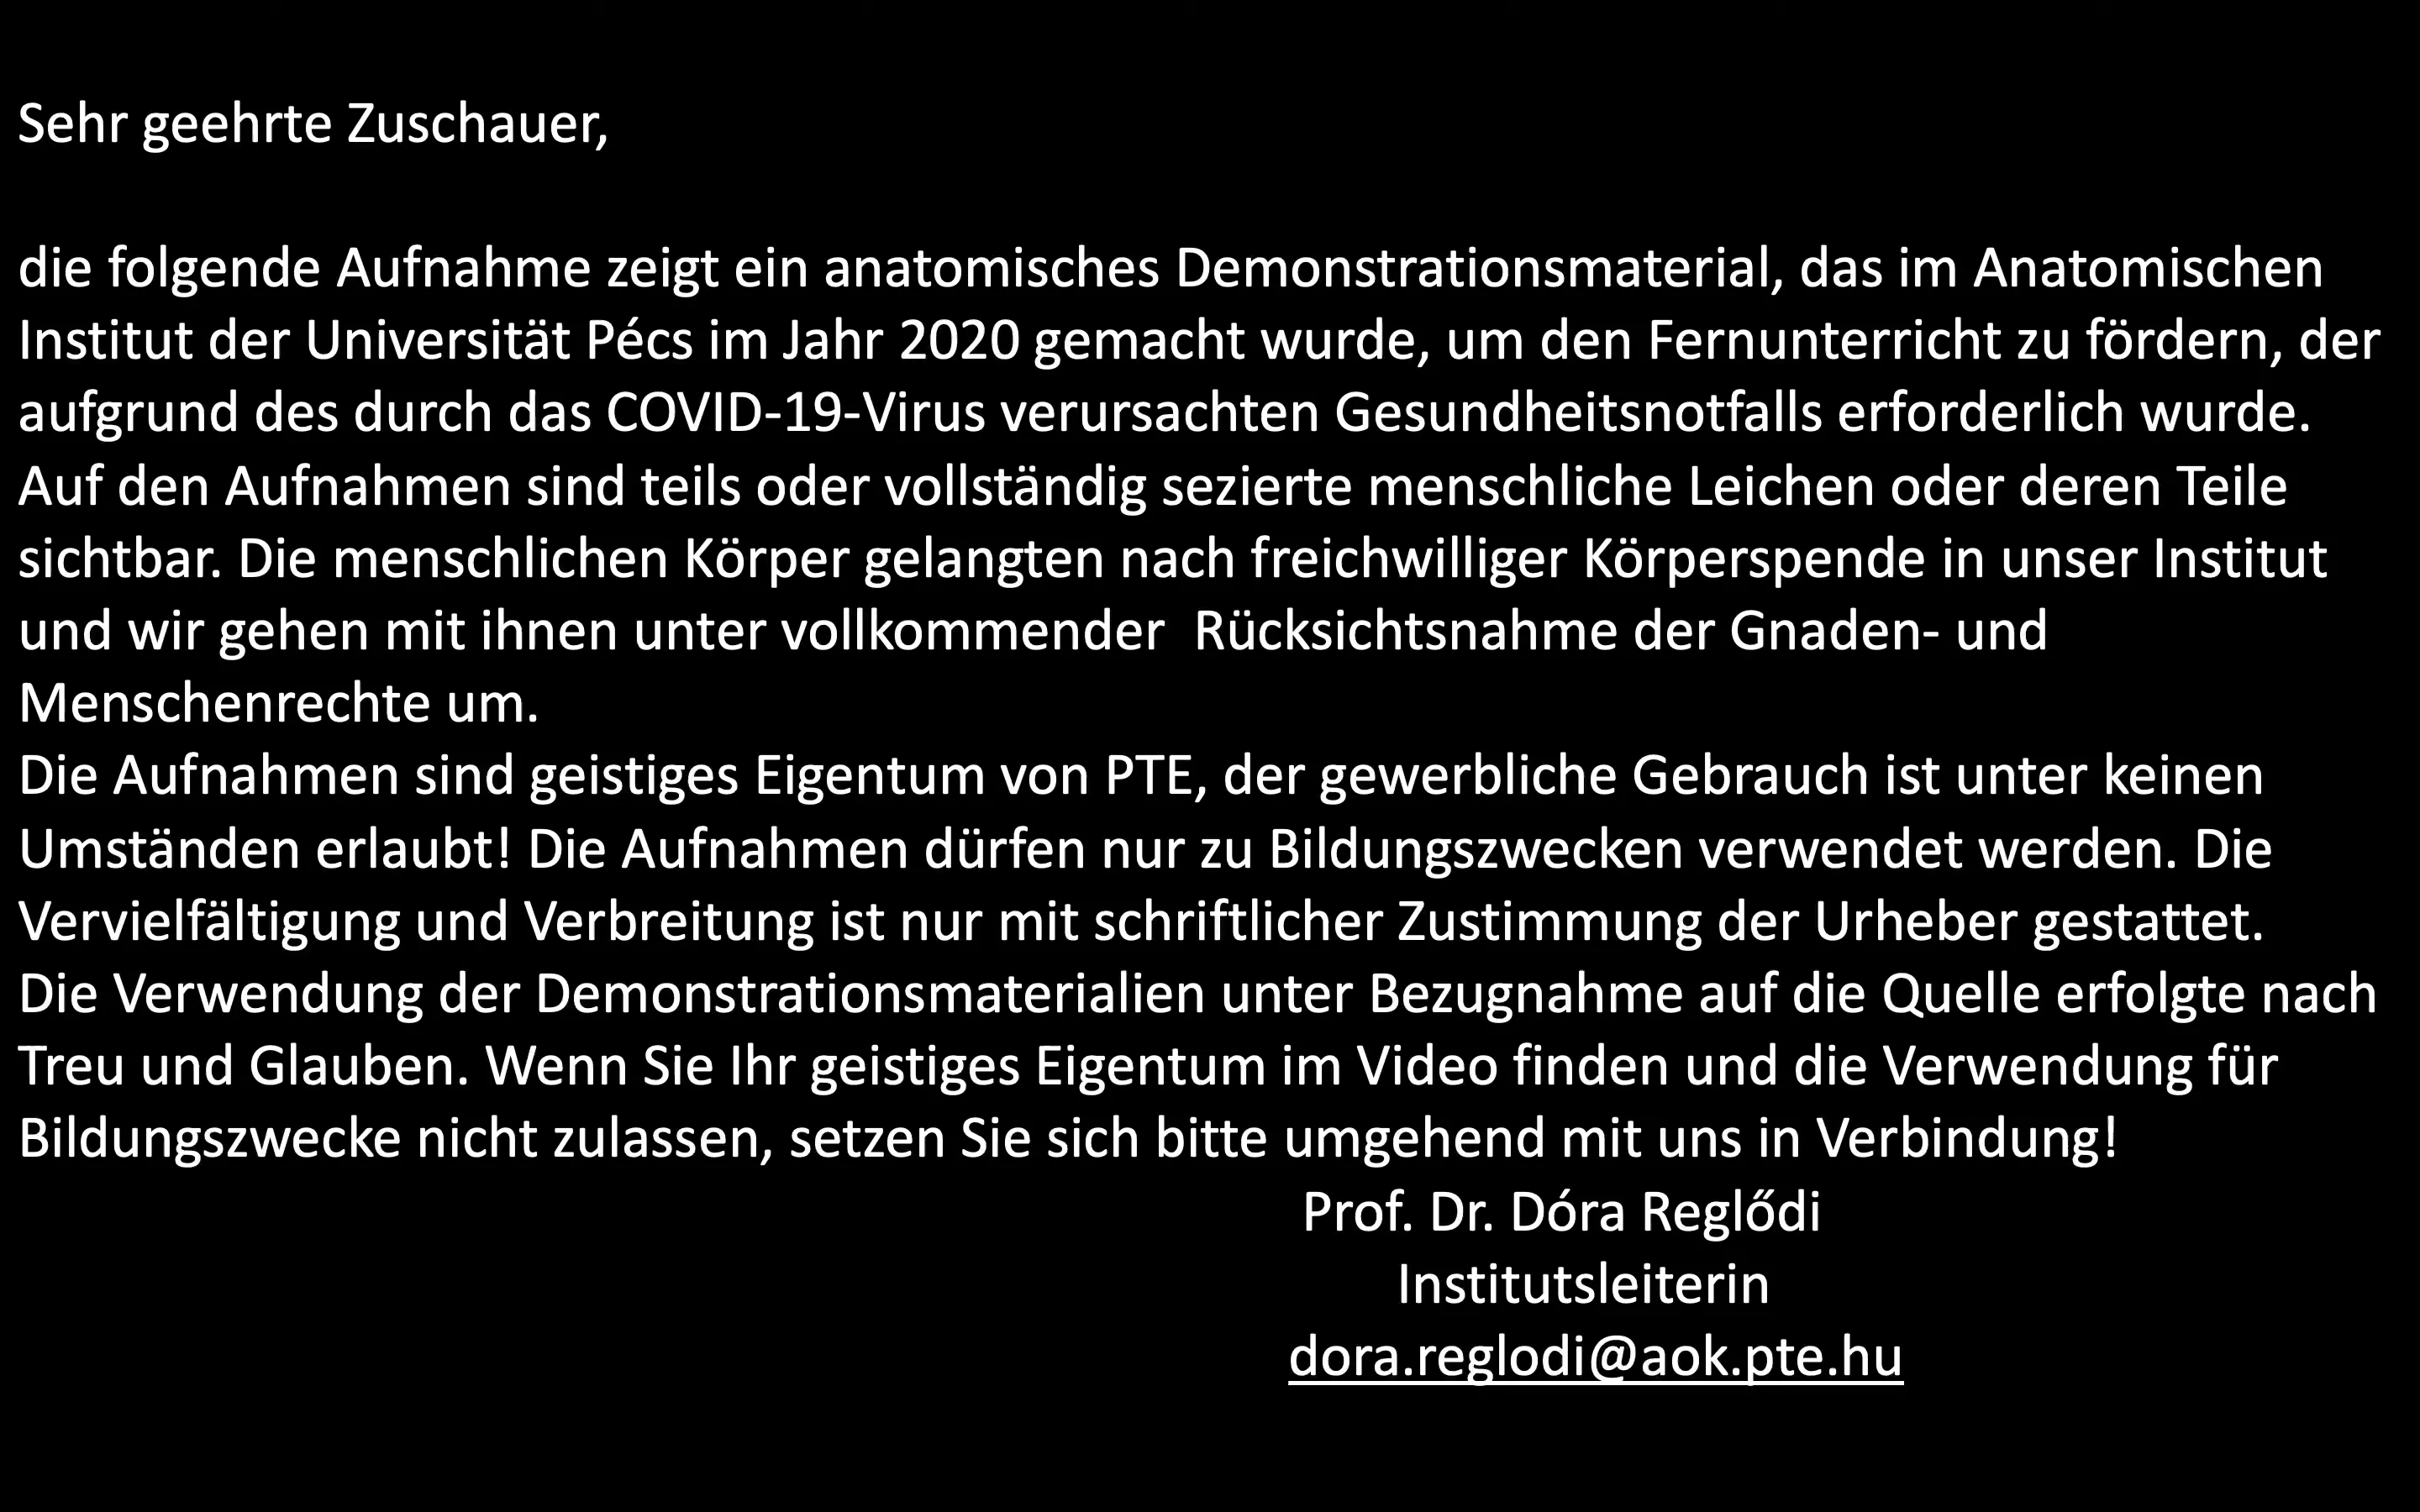 Sehr geehrte Zuschauer,
die folgende Aufnahme zeigt ein anatomisches Demonstrationsmaterial, das im Anatomischen
Institut der Universität Pécs im Jahr 2020 gemacht wurde, um den Fernunterricht zu fördern, der
aufgrund des durch das COVID-19-Virus verursachten Gesundheitsnotfalls erforderlich wurde.
Auf den Aufnahmen sind teils oder vollständig sezierte menschliche Leichen oder deren Teile
sichtbar. Die menschlichen Körper gelangten nach freichwilliger Körperspende in unser Institut
und wir gehen mit ihnen unter vollkommender  Rücksichtsnahme der Gnaden- und
Menschenrechte um.
Die Aufnahmen sind geistiges Eigentum von PTE, der gewerbliche Gebrauch ist unter keinen
Umständen erlaubt! Die Aufnahmen dürfen nur zu Bildungszwecken verwendet werden. Die
Vervielfältigung und Verbreitung ist nur mit schriftlicher Zustimmung der Urheber gestattet.
Die Verwendung der Demonstrationsmaterialien unter Bezugnahme auf die Quelle erfolgte nach
Treu und Glauben. Wenn Sie Ihr geistiges Eigentum im Video finden und die Verwendung für
Bildungszwecke nicht zulassen, setzen Sie sich bitte umgehend mit uns in Verbindung!
Prof. Dr. Dóra Reglődi
Institutsleiterin
dora.reglodi@aok.pte.hu